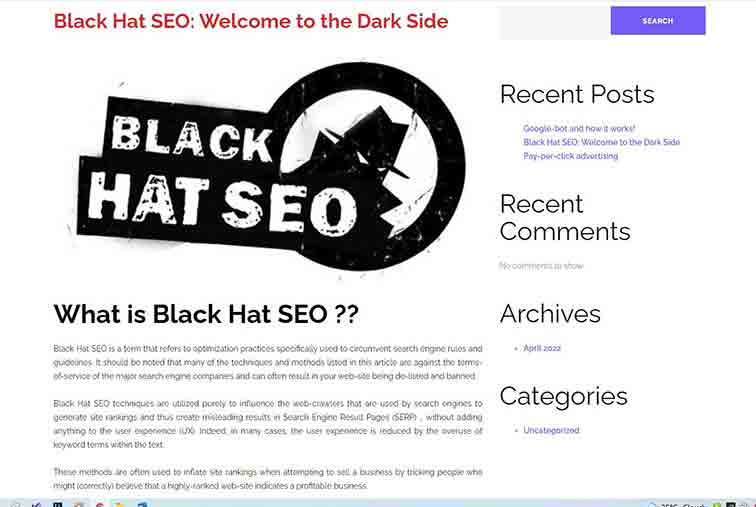 Black Hat SEO: Welcome to the Dark Side
BLACK
HAT SEO
What is Black Hat SEO ??
Black Hat SEO is a term that refers to optimization practices specifically used to circumvent search engine rules and
guidelines. It should be noted that many of the techniques and methods listed in this article are against the terms-
of-service of the major search engine companies and can often result in your web-site being de-listed and banned.
Black Hat SEO techniques are utilized purely to influence the web-crawlers that are used by search engines to
generate site rankings and thus create misleading results in Search Engine Result Pages (SERP) , without adding
anything to the user experience (UX). Indeed, in many cases, the user experience is reduced by the overuse of
keyword terms within the text.
These methods are often used to inflate site rankings when attempting to sell a business by tricking people who
might (correctly) believe that a highly-ranked web-site indicates a profitable business.
SEARCH
Recent Posts
Google-bot and how it works!
Black Hat SEO: Welcome to the Dark Side
Pay-per-click advertising
Recent
Comments
No comments to show.
Archives
April 2022
Categories
Uncategorized